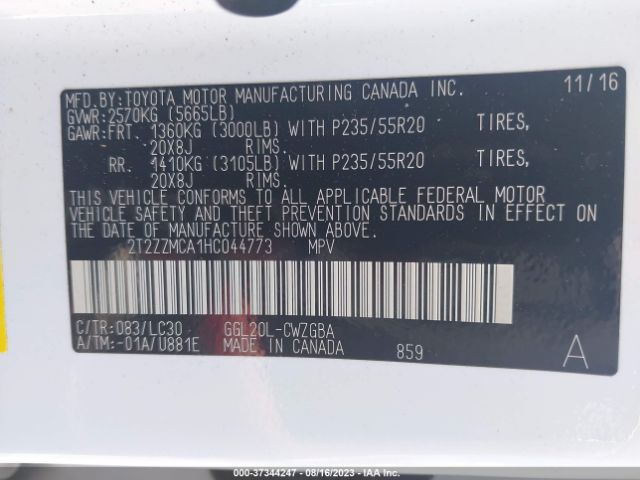 MFD.BY:TOYOTA MOTOR MANUFACTURING CANADA INC. 11/16
GVWR:2570KG (5665LB)
GAWR:FRT. 1360KG (3000LB) WITH P235/55R20 TIRES,
20X8J RIMS.
RR. 1410KG (3105LB) WITH P235/55R20 TIRES,
20X8J RIMS.
THIS VEHICLE CONFORMS TO ALL APPLICABLE FEDERAL MOTOR
VEHICLE SAFETY AND THEFT PREVENTION STANDARDS IN EFFECT ON
THE DATE OF MANUFACTURE SHOWN ABOVE.
2T2ZZMCA1HC044773 MPV
C/TR:083/LC30 GGL20L-CWZGBA
A/TM:-01A/U881E MADE IN CANADA 859 A
000-37344247 - 08/16/2023 - IAA Inc.